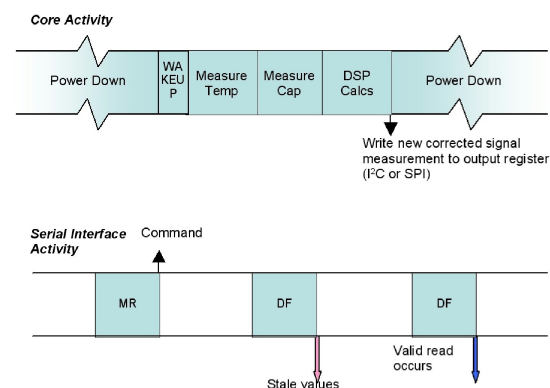 Core Activity
Power Down
WA
KEU
P
Measure
Temp
Measure
Cap
DSP
Calcs
Power Down
Write new corrected signal
measurement to output register
(I²C or SPI)
Serial Interface
Activity
Command
MR
DF
DF
Valid read
occurs
Stale values